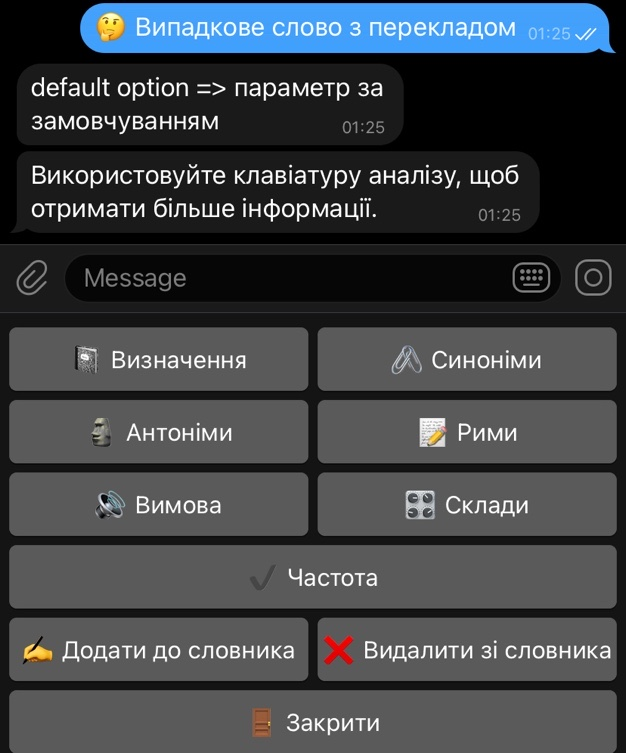 🤔 Випадкове слово з перекладом 01:25
default option => параметр за
замовчуванням 01:25
Використовуйте клавіатуру аналізу, щоб
отримати більше інформації. 01:25
Message
Визначення
Синоніми
Антоніми
Рими
Вимова
Склади
Частота
Додати до словника
Видалити зі словника
Закрити